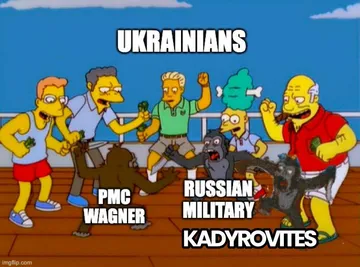 UKRAINIANS
PMC
WAGNER
RUSSIAN
MILITARY
KADYROVITES
imgflip.com